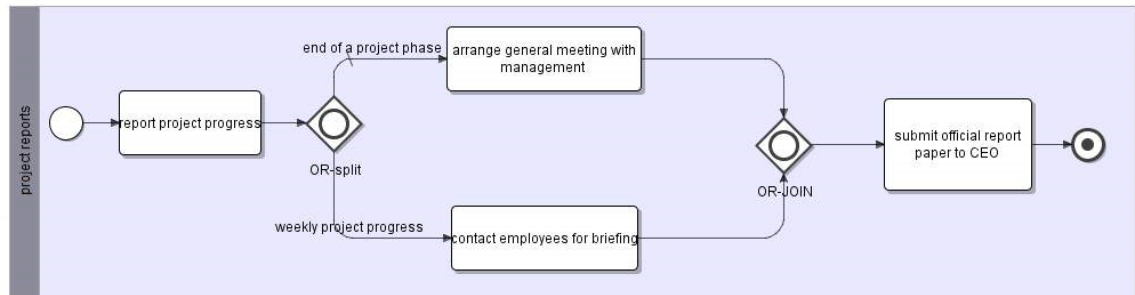 project reports
report project progress
OR-split
end of a project phase
arrange general meeting with
management
weekly project progress
contact employees for briefing
OR-JOIN
submit official report
paper to CEO